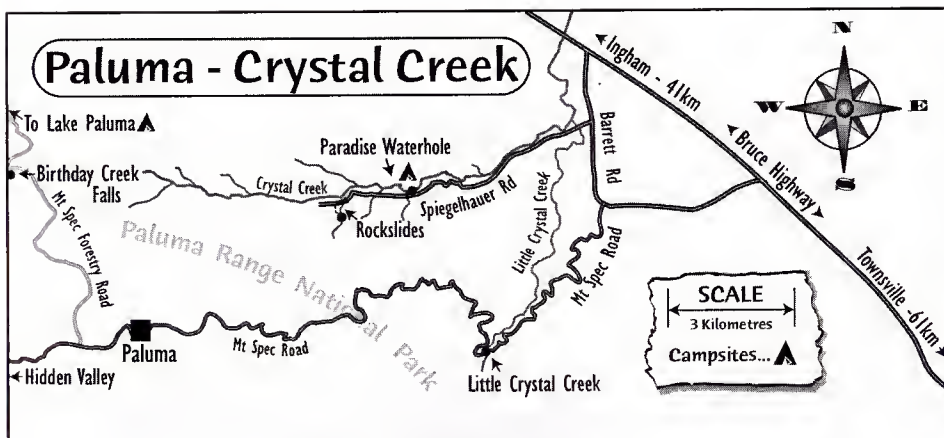 Paluma - Crystal Creek
N
W
E
S
Ingham - 41km
Bruce Highway
Townsville -61km
To Lake Paluma
Birthday Creek
Falls
Mt Spec Forestry Road
Paradise Waterhole
Crystal Creek
Spiegelhauer Rd
Rockslides
Barrett Rd
Little Crystal Creek
Mt Spec Road
Paluma Range National Park
Paluma
Mt Spec Road
Hidden Valley
Little Crystal Creek
SCALE
3 Kilometres
Campsites...